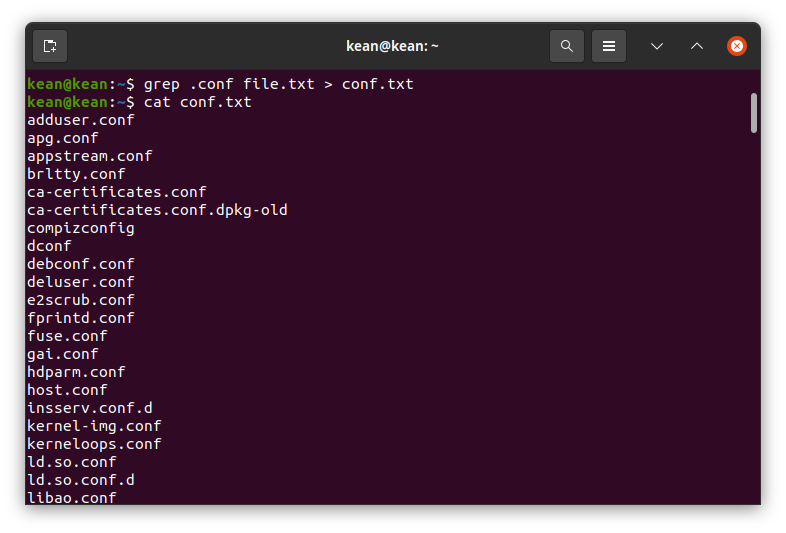 kean@kean: ~
kean@kean:~$ grep .conf file.txt > conf.txt
kean@kean:~$ cat conf.txt
adduser.conf
apg.conf
appstream.conf
brltty.conf
ca-certificates.conf
ca-certificates.conf.dpkg-old
compizconfig
dconf
debconf.conf
deluser.conf
e2scrub.conf
fprintd.conf
fuse.conf
gai.conf
hdparm.conf
host.conf
insserv.conf.d
kernel-img.conf
kerneloops.conf
ld.so.conf
ld.so.conf.d
libao.conf